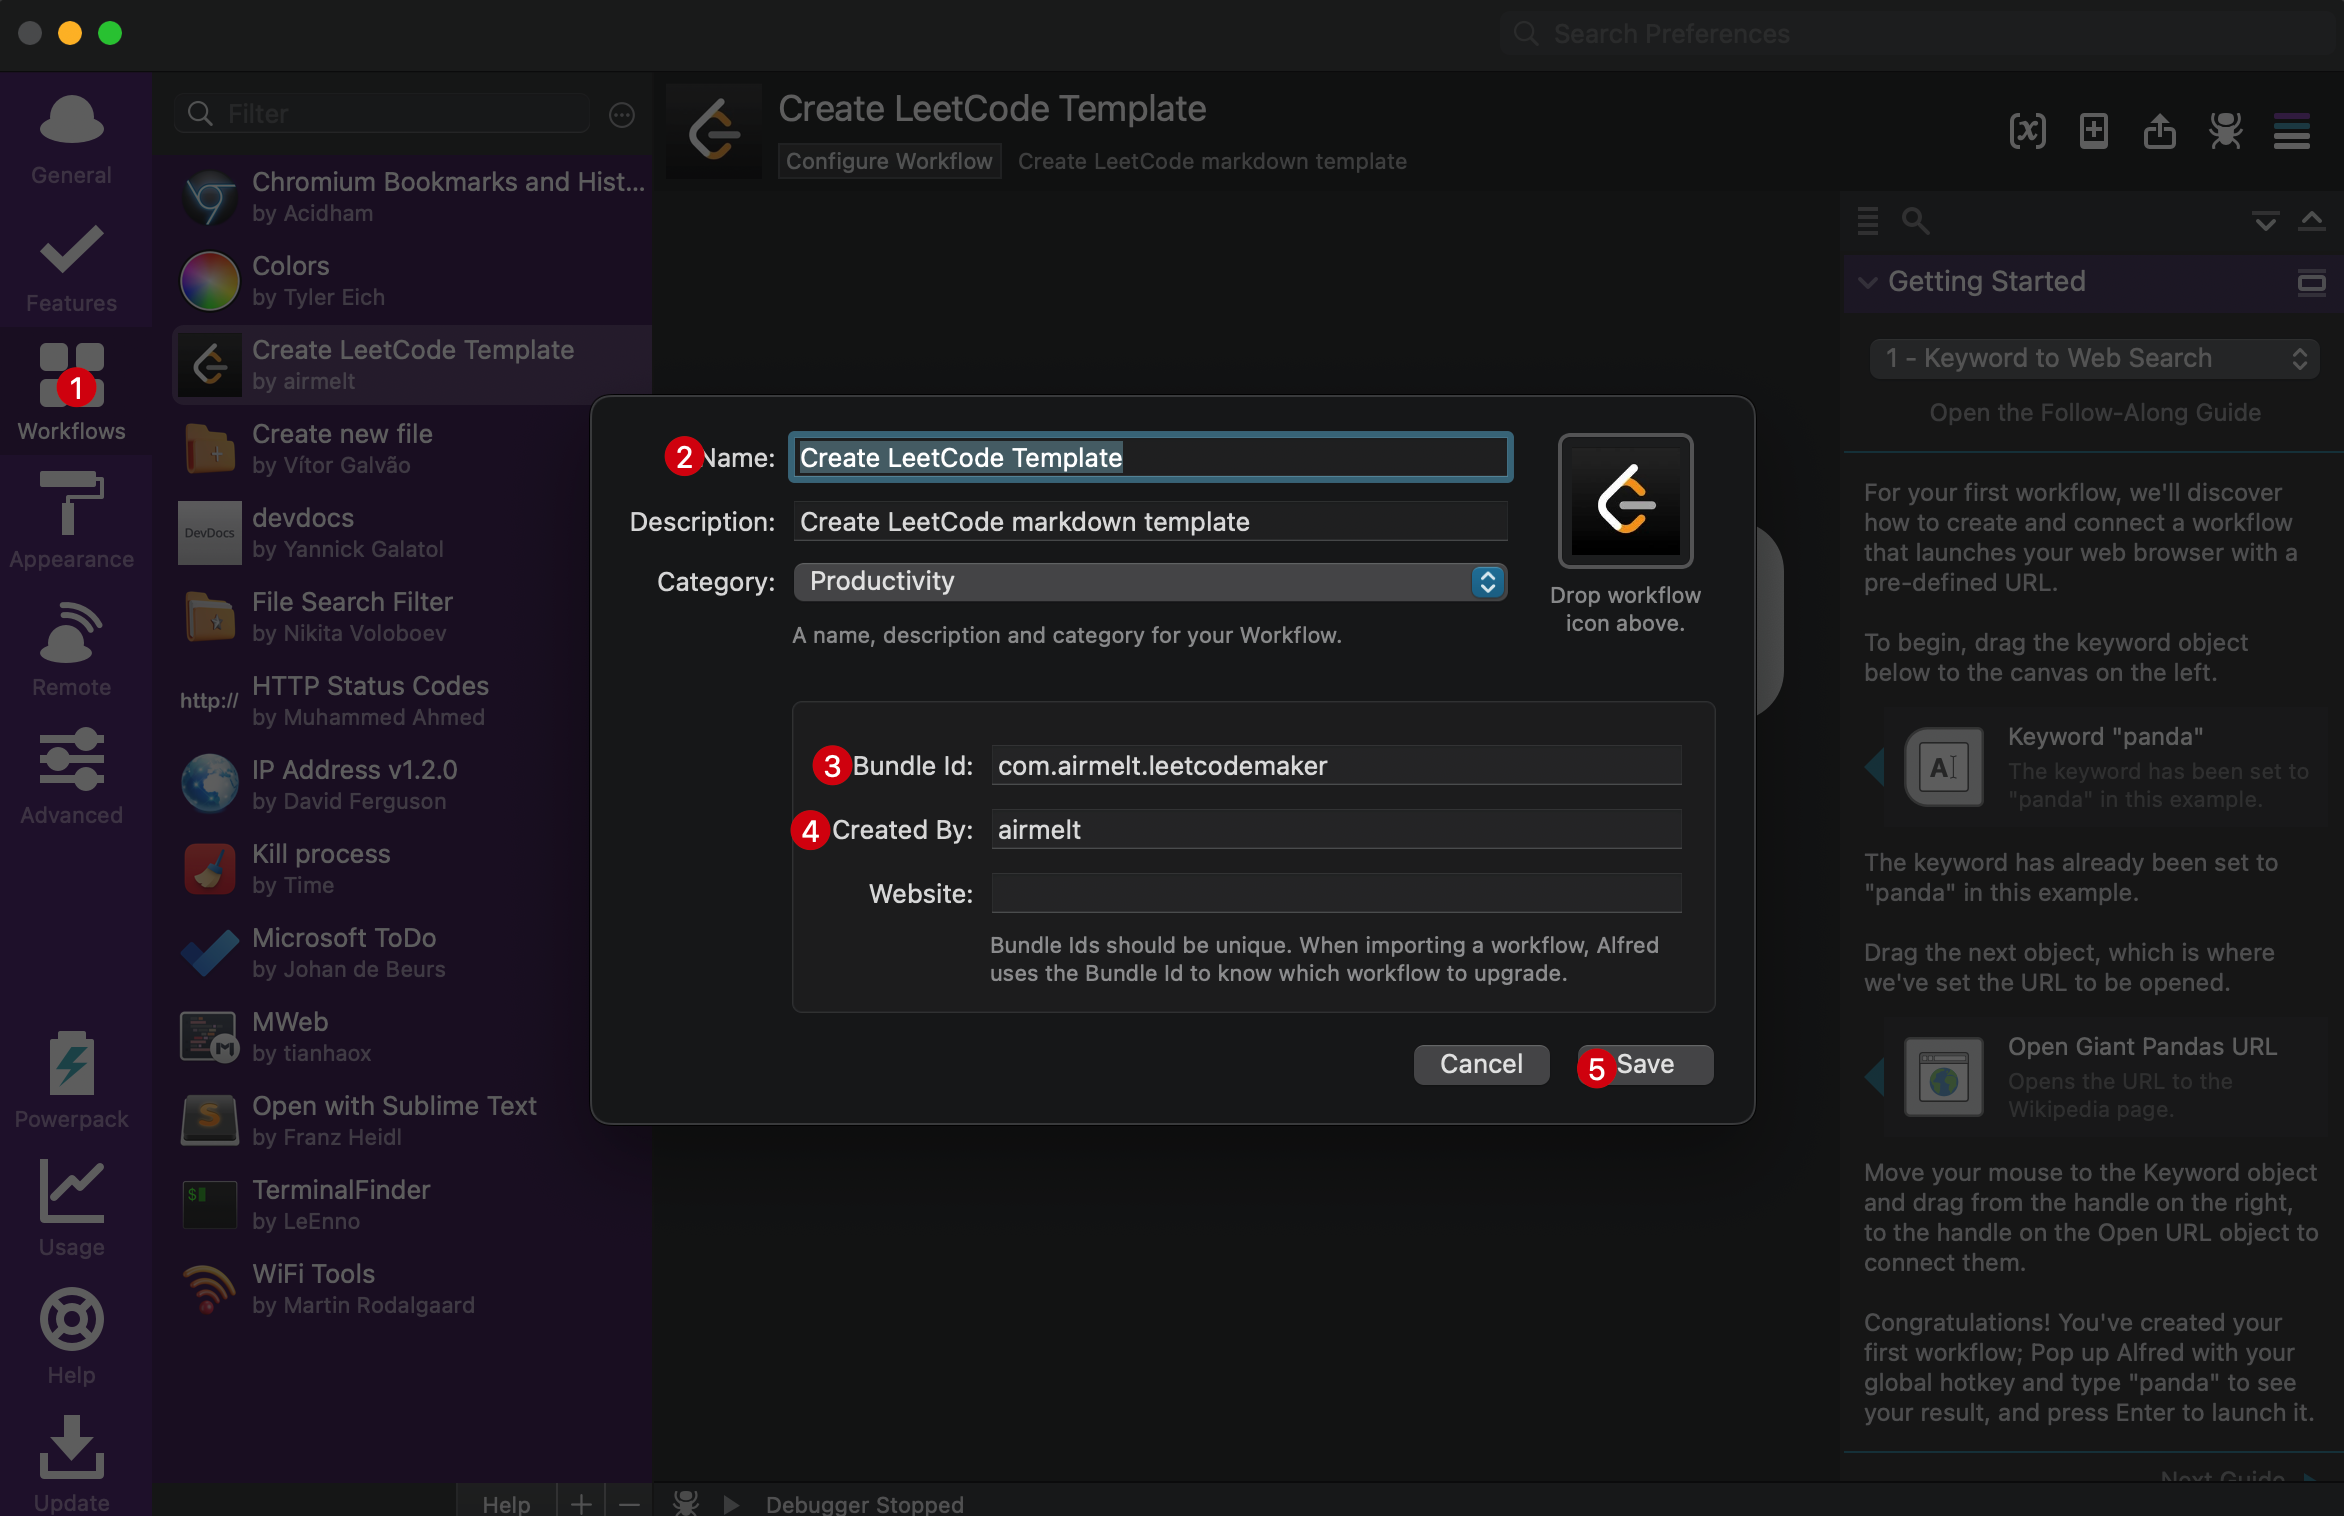 Search Preferences
General
Features
Workflows
1
Appearance
Remote
Advanced
Powerpack
Usage
Help
Update
Filter
Chromium Bookmarks and Hist...
by Acidham
Colors
by Tyler Eich
Create LeetCode Template
by airmelt
Create new file
by Vítor Galvão
DevDocs
devdocs
by Yannick Galatol
File Search Filter
by Nikita Voloboev
http://
HTTP Status Codes
by Muhammed Ahmed
IP Address v1.2.0
by David Ferguson
Kill process
by Time
Microsoft ToDo
by Johan de Beurs
MWeb
by tianhaox
Open with Sublime Text
by Franz Heidl
TerminalFinder
by LeEnno
WiFi Tools
by Martin Rodalgaard
Help
Create LeetCode Template
Configure Workflow Create LeetCode markdown template
2 Name: Create LeetCode Template
Description: Create LeetCode markdown template
Category: Productivity
A name, description and category for your Workflow.
Drop workflow
icon above.
3 Bundle Id: com.airmelt.leetcodemaker
4 Created By: airmelt
Website:
Bundle Ids should be unique. When importing a workflow, Alfred
uses the Bundle Id to know which workflow to upgrade.
Cancel
5 Save
Debugger Stopped
Getting Started
1 - Keyword to Web Search
Open the Follow-Along Guide
For your first workflow, we'll discover
how to create and connect a workflow
that launches your web browser with a
pre-defined URL.
To begin, drag the keyword object
below to the canvas on the left.
Keyword "panda"
The keyword has been set to
"panda" in this example.
The keyword has already been set to
"panda" in this example.
Drag the next object, which is where
we've set the URL to be opened.
Open Giant Pandas URL
Opens the URL to the
Wikipedia page.
Move your mouse to the Keyword object
and drag from the handle on the right,
to the handle on the Open URL object to
connect them.
Congratulations! You've created your
first workflow; Pop up Alfred with your
global hotkey and type "panda" to see
your result, and press Enter to launch it.
Next Guide